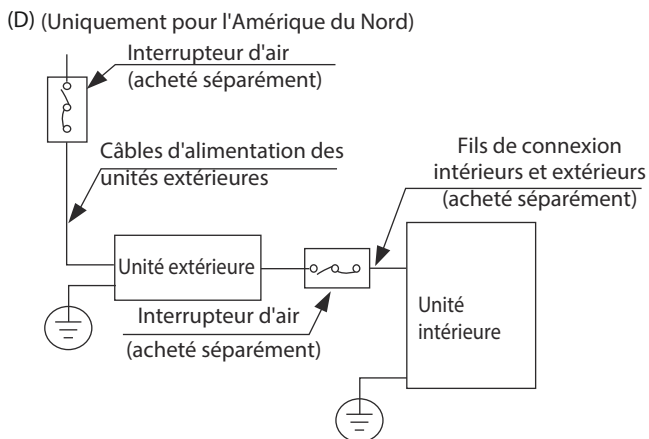 (D) (Uniquement pour l'Amérique du Nord)
Interrupteur d'air
(acheté séparément)
Câbles d'alimentation des
unités extérieures
Fils de connexion
intérieurs et extérieurs
(acheté séparément)
Unité extérieure
Interrupteur d'air
(acheté séparément)
Unité
intérieure